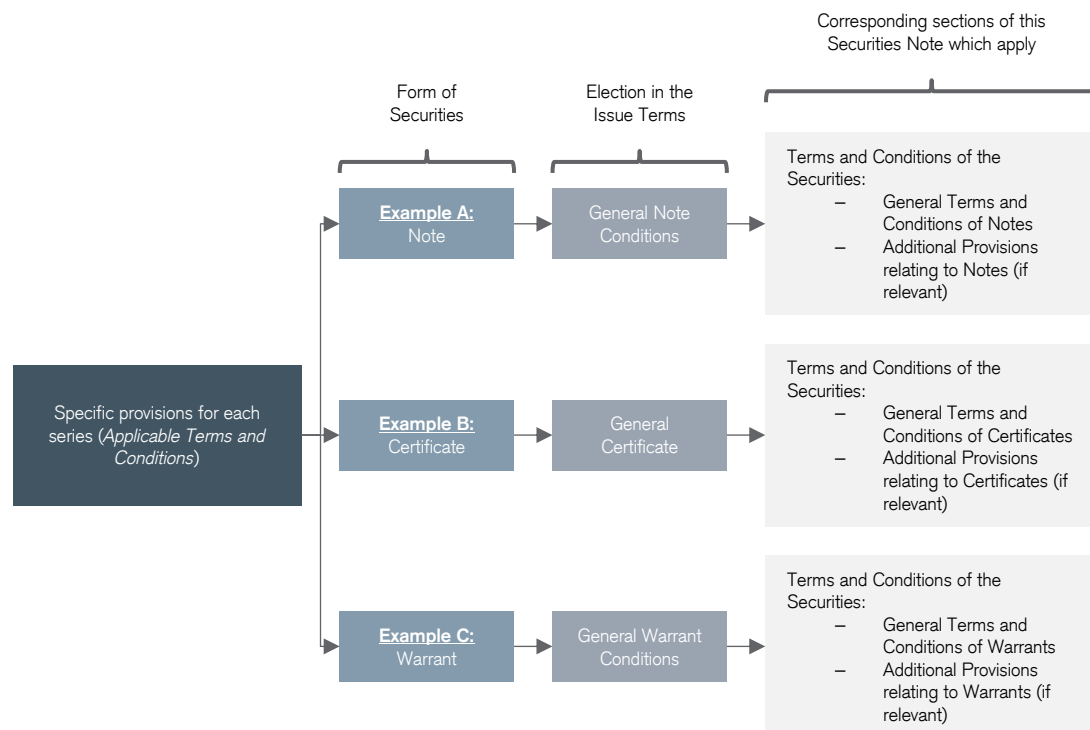 Corresponding sections of this
Securities Note which apply
Form of
Securities
Election in the
Issue Terms
Terms and Conditions of the
Securities:
– General Terms and
Conditions of Notes
– Additional Provisions
relating to Notes (if
relevant)
Example A:
Note
General Note
Conditions
Specific provisions for each
series (Applicable Terms and
Conditions)
Example B:
Certificate
General
Certificate
Terms and Conditions of the
Securities:
– General Terms and
Conditions of Certificates
– Additional Provisions
relating to Certificates (if
relevant)
Example C:
Warrant
General Warrant
Conditions
Terms and Conditions of the
Securities:
– General Terms and
Conditions of Warrants
– Additional Provisions
relating to Warrants (if
relevant)